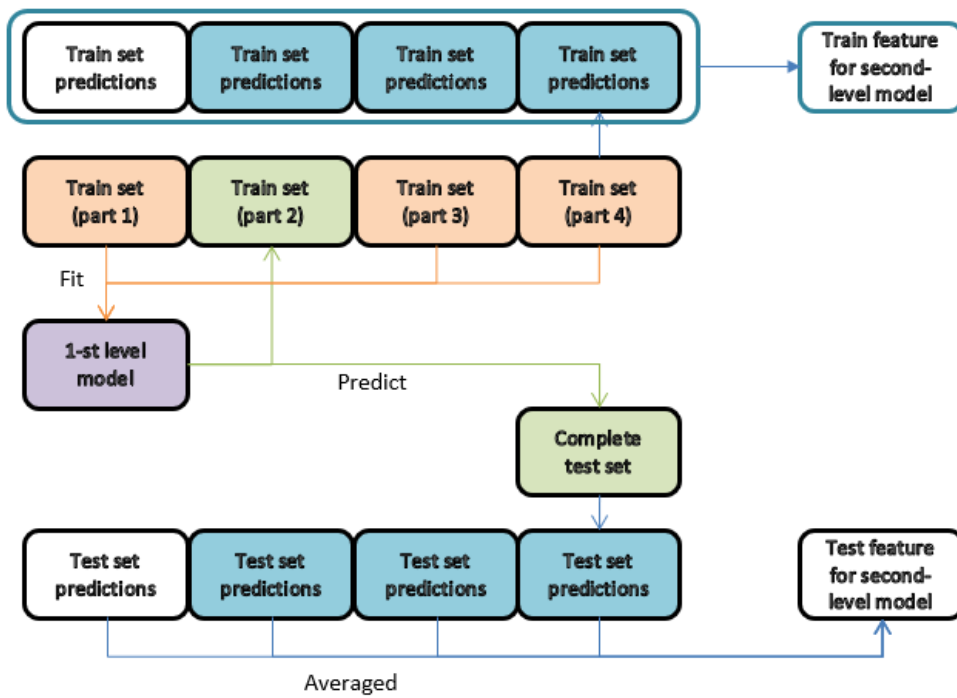 Train set
predictions
Train set
predictions
Train set
predictions
Train set
predictions
Train feature
for second-
level model
Train set
(part 1)
Train set
(part 2)
Train set
(part 3)
Train set
(part 4)
Fit
1-st level
model
Predict
Complete
test set
Test set
predictions
Test set
predictions
Test set
predictions
Test set
predictions
Test feature
for second-
level model
Averaged